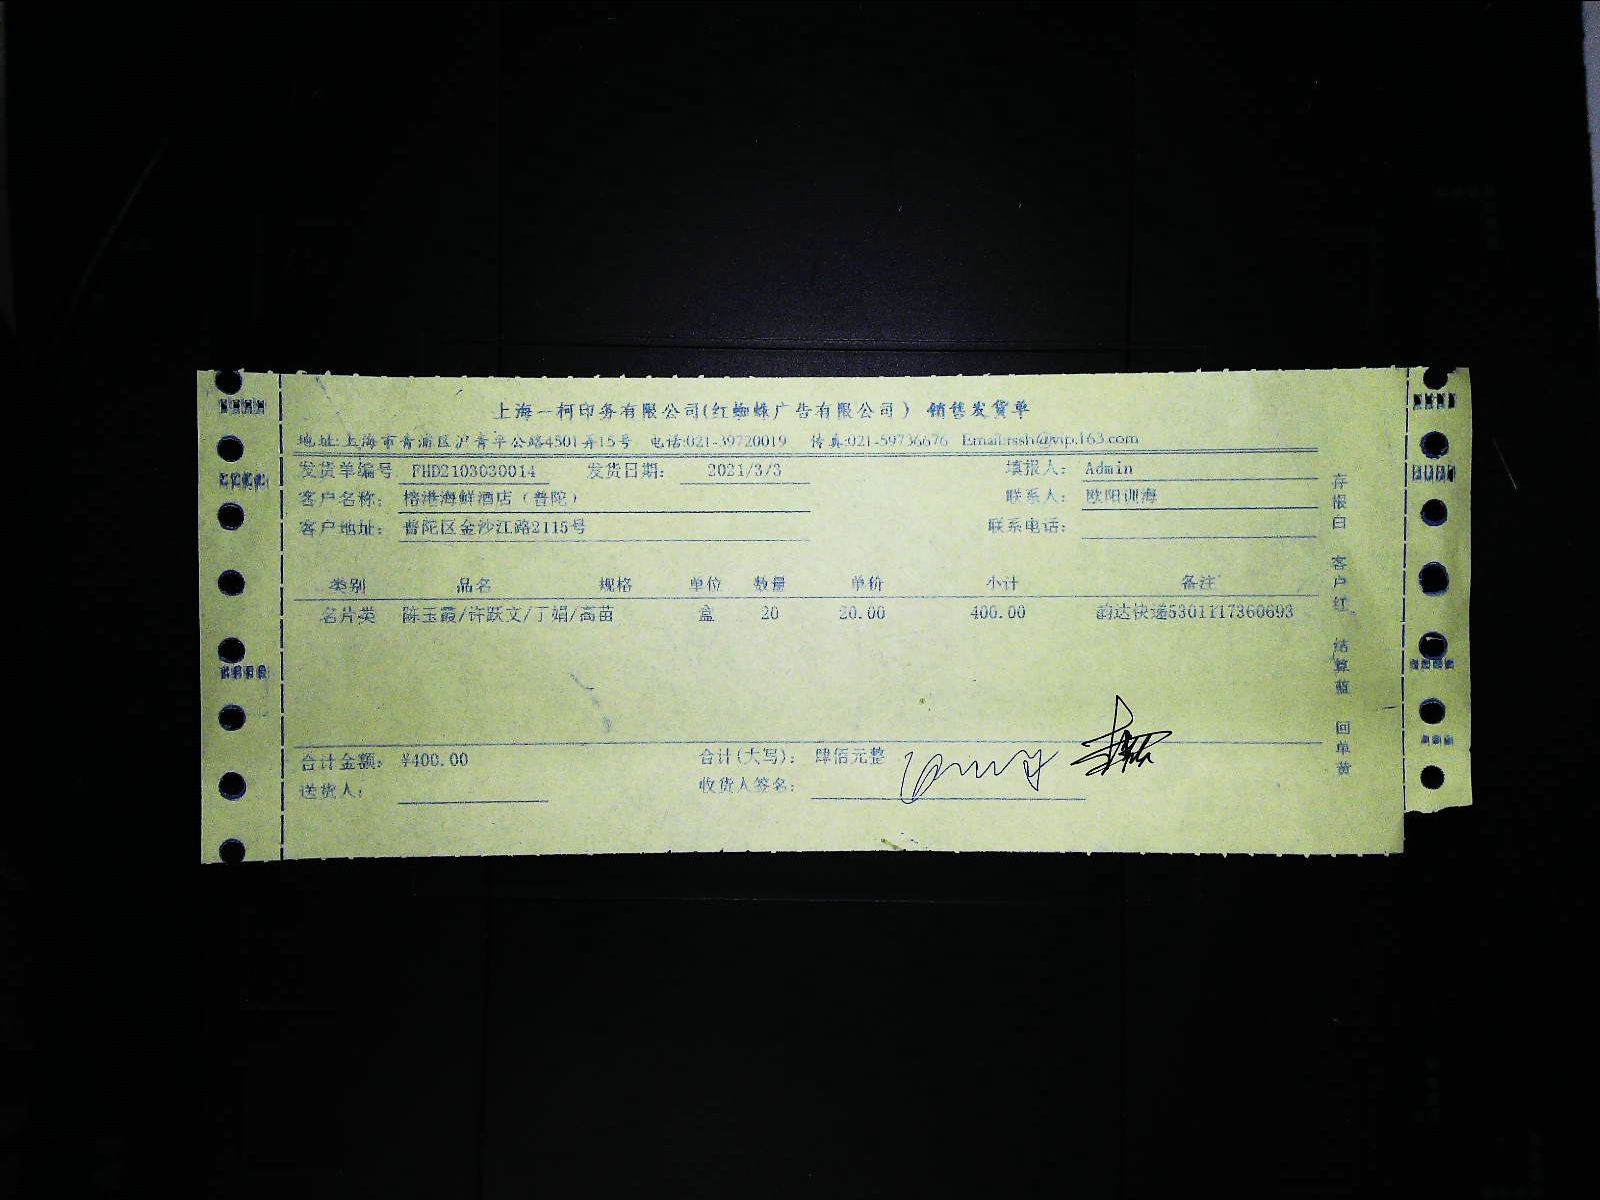 上海一柯印务有限公司(红蜘蛛广告有限公司) 销售发货单
地址:上海市青浦区沪青平公路4501弄15号 电话:021-39720019 传真:021-59736676 Email:rssh@vip.163.com
发货单编号 FHD2103030014 发货日期: 2021/3/3 填报人: Admin
客户名称: 榕港海鲜酒店(普陀) 联系人: 欧阳训海
客户地址: 普陀区金沙江路2115号 联系电话:
类别 品名 规格 单位 数量 单价 小计 备注
名片类 陈玉霞/许跃文/丁娟/高苗 盒 20 20.00 400.00 韵达快递5301117360693
合计金额: ¥400.00 合计(大写): 肆佰元整
送货人: 收货人签名:
存根白 客户红 结算蓝 回单黄